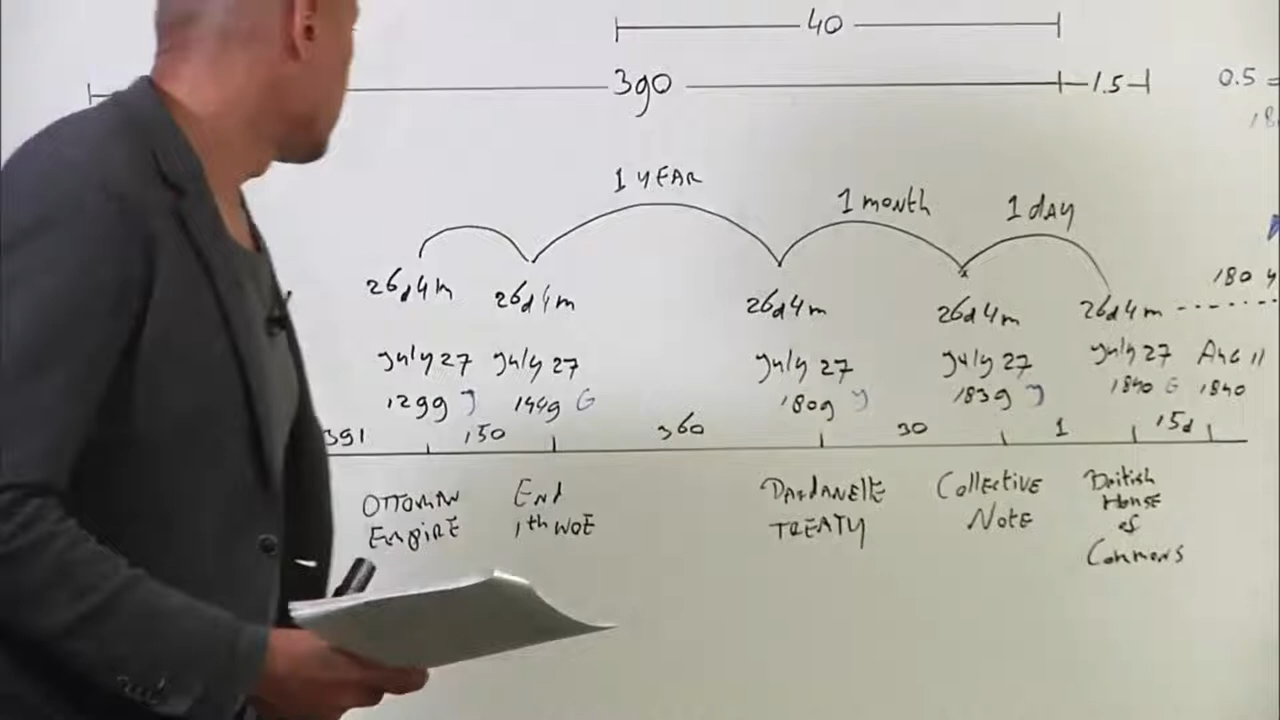 40
390 1.5 0.5 =
18
1 YEAR 1 month 1 day
180 y
26d4m 26d4m 26d4m 26d4m 26d4m
July 27 July 27 July 27 July 27 July 27 AUG 11
1299 J 1449 G 1809 J 1839 J 1840 G 1840
391 150 360 30 1 15d
OTTOMAN End DARDANELLE Collective British
EMPIRE 1th WOE TREATY NOTE House
of
Commons